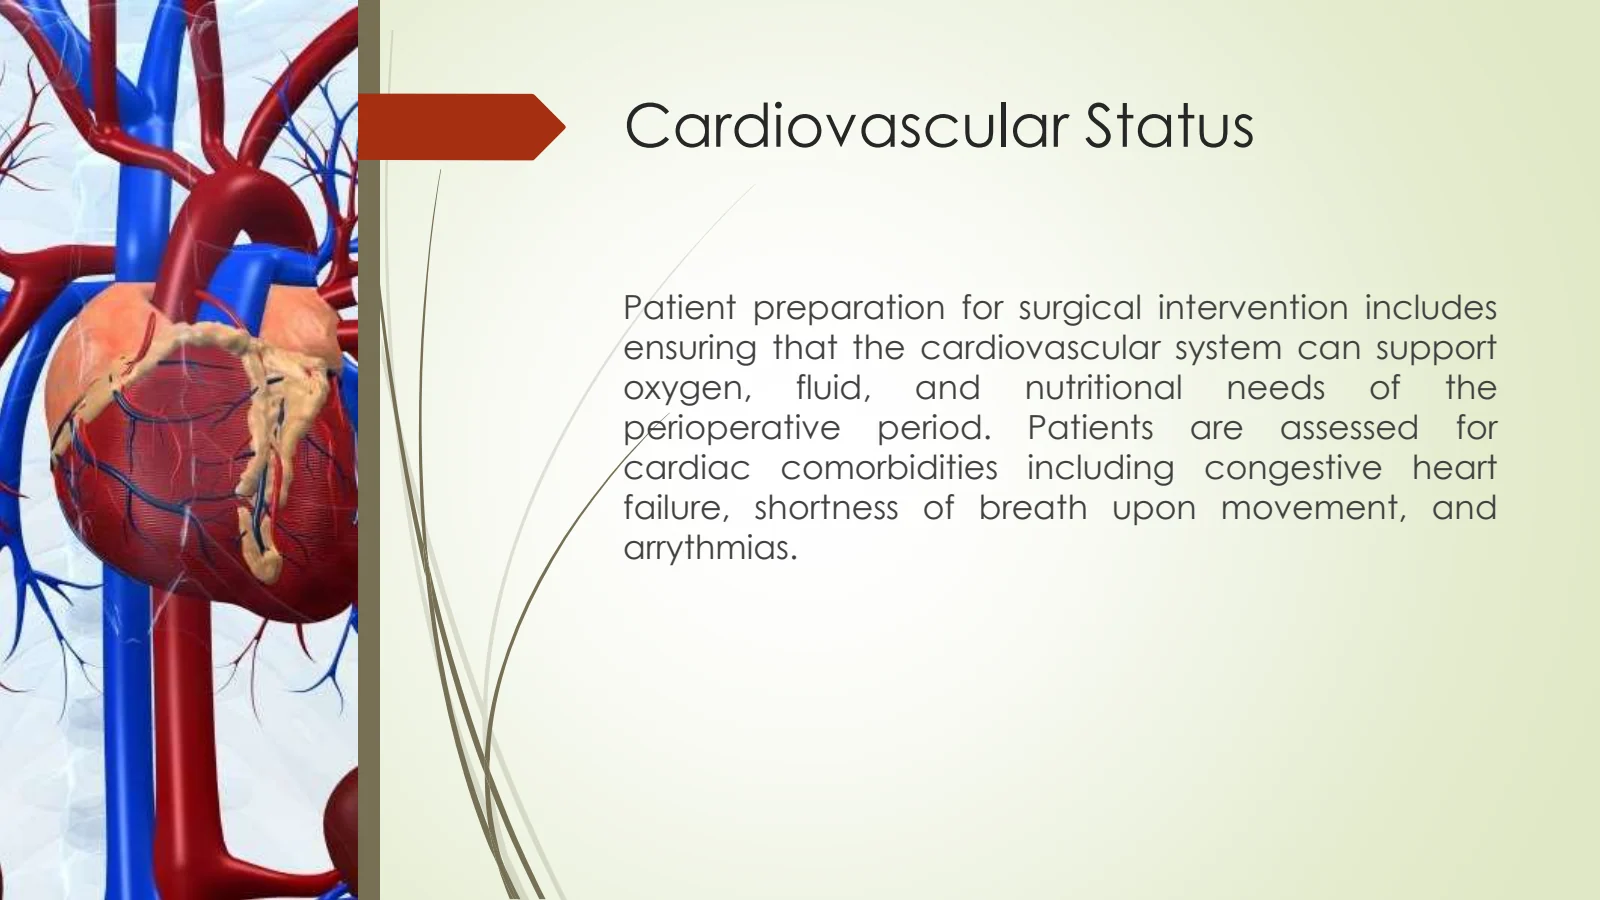 Cardiovascular Status
Patient preparation for surgical intervention includes
ensuring that the cardiovascular system can support
oxygen, fluid, and nutritional needs of the
perioperative period. Patients are assessed for
cardiac comorbidities including congestive heart
failure, shortness of breath upon movement, and
arrythmias.